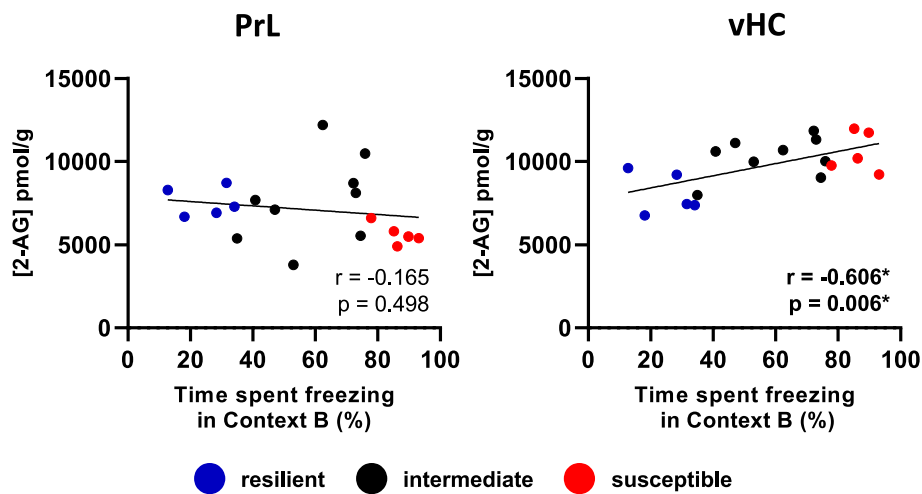 PrL
[2-AG] pmol/g
15000
10000
5000
0
r = -0.165
p = 0.498
0 20 40 60 80 100
Time spent freezing
in Context B (%)
vHC
[2-AG] pmol/g
15000
10000
5000
0
r = -0.606*
p = 0.006*
0 20 40 60 80 100
Time spent freezing
in Context B (%)
resilient intermediate susceptible